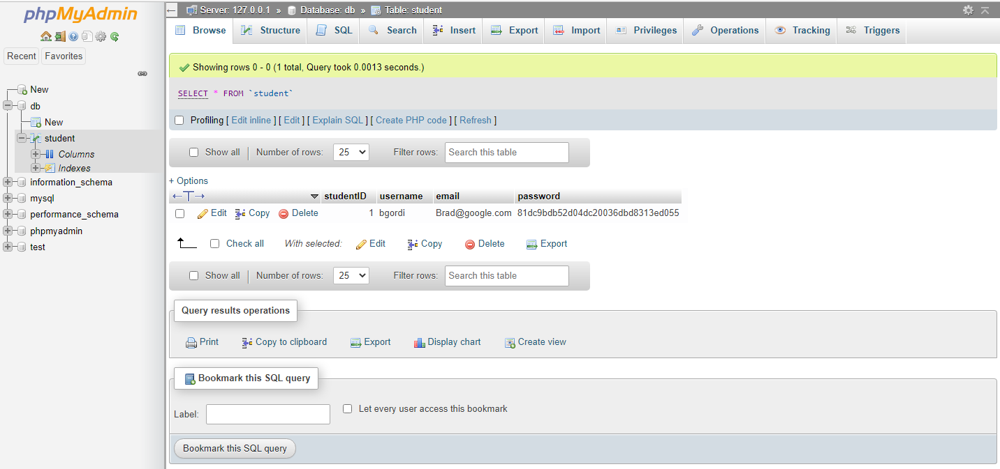 phpMyAdmin
Recent Favorites
New
db
New
student
Columns
Indexes
information_schema
mysql
performance_schema
phpmyadmin
test
Server: 127.0.0.1 » Database: db » Table: student
Browse Structure SQL Search Insert Export Import Privileges Operations Tracking Triggers
Showing rows 0 - 0 (1 total, Query took 0.0013 seconds.)
SELECT * FROM `student`
Profiling [ Edit inline ] [ Edit ] [ Explain SQL ] [ Create PHP code ] [ Refresh ]
Show all | Number of rows: 25 Filter rows: Search this table
+ Options
←T→ studentID username email password
Edit Copy Delete 1 bgordi Brad@google.com 81dc9bdb52d04dc20036dbd8313ed055
Check all With selected: Edit Copy Delete Export
Show all | Number of rows: 25 Filter rows: Search this table
Query results operations
Print Copy to clipboard Export Display chart Create view
Bookmark this SQL query
Label: Let every user access this bookmark
Bookmark this SQL query